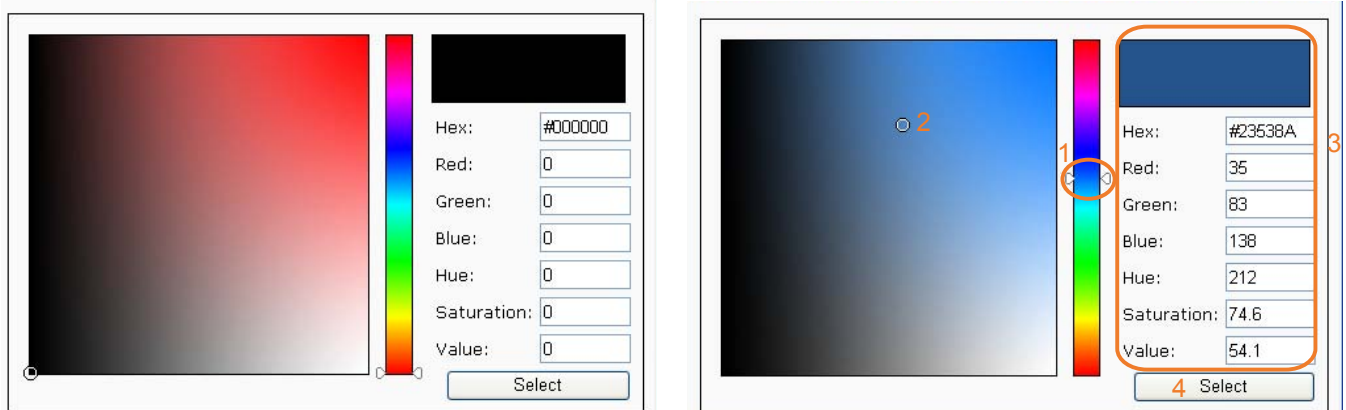 Hex: #000000
Red: 0
Green: 0
Blue: 0
Hue: 0
Saturation: 0
Value: 0
Select
2
1
3
Hex: #23538A
Red: 35
Green: 83
Blue: 138
Hue: 212
Saturation: 74.6
Value: 54.1
4 Select